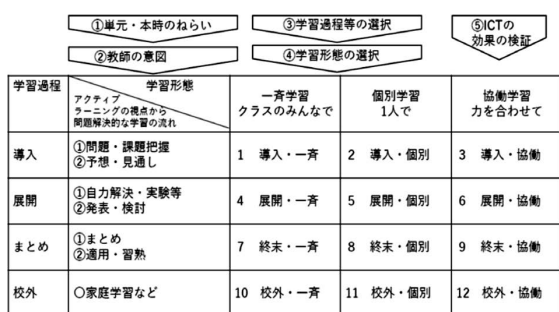 ①単元・本時のねらい
③学習過程等の選択
⑤ICTの
効果の検証
②教師の意図
④学習形態の選択
学習過程
学習形態
アクティブ
ラーニングの視点から
問題解決的な学習の流れ
一斉学習
クラスのみんなで
個別学習
1人で
協働学習
力を合わせて
導入
①問題・課題把握
②予想・見通し
1 導入・一斉
2 導入・個別
3 導入・協働
展開
①自力解決・実験等
②発表・検討
4 展開・一斉
5 展開・個別
6 展開・協働
まとめ
①まとめ
②適用・習熟
7 終末・一斉
8 終末・個別
9 終末・協働
校外
〇家庭学習など
10 校外・一斉
11 校外・個別
12 校外・協働